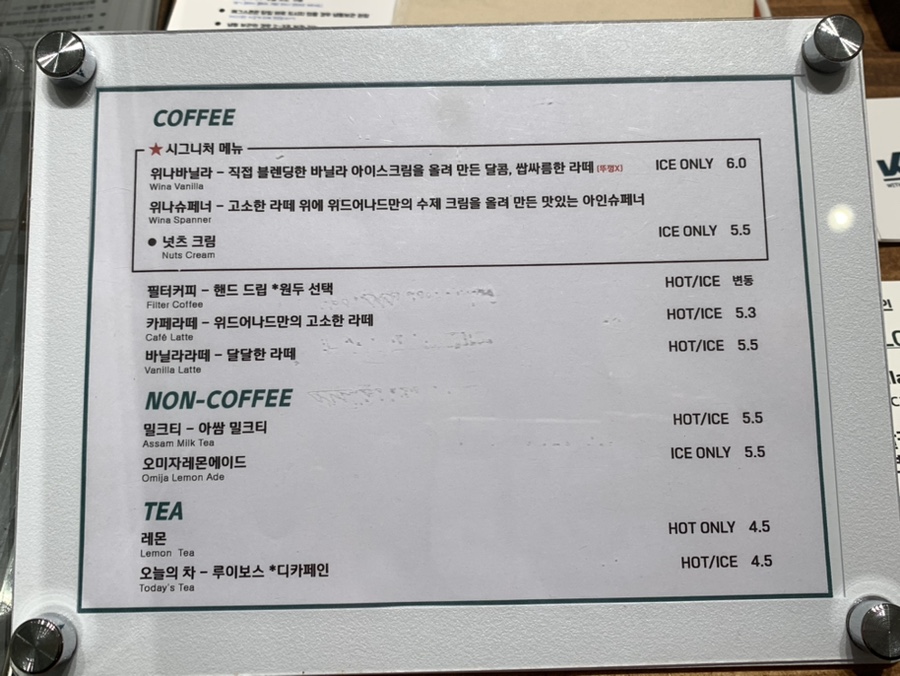 COFFEE
★시그니처 메뉴
위나바닐라 – 직접 블렌딩한 바닐라 아이스크림을 올려 만든 달콤, 쌉싸름한 라떼 (뚜껑X) ICE ONLY 6.0
Wina Vanilla
위나슈페너 – 고소한 라떼 위에 위드어나드만의 수제 크림을 올려 만든 맛있는 아인슈페너
Wina Spanner
● 넛츠 크림 ICE ONLY 5.5
Nuts Cream
필터커피 – 핸드 드립 *원두 선택 HOT/ICE 변동
Filter Coffee
카페라떼 – 위드어나드만의 고소한 라떼 HOT/ICE 5.3
Café Latte
바닐라라떼 – 달달한 라떼 HOT/ICE 5.5
Vanilla Latte
NON-COFFEE
밀크티 – 아쌈 밀크티 HOT/ICE 5.5
Assam Milk Tea
오미자레몬에이드 ICE ONLY 5.5
Omija Lemon Ade
TEA
레몬 HOT ONLY 4.5
Lemon Tea
오늘의 차 – 루이보스 *디카페인 HOT/ICE 4.5
Today's Tea